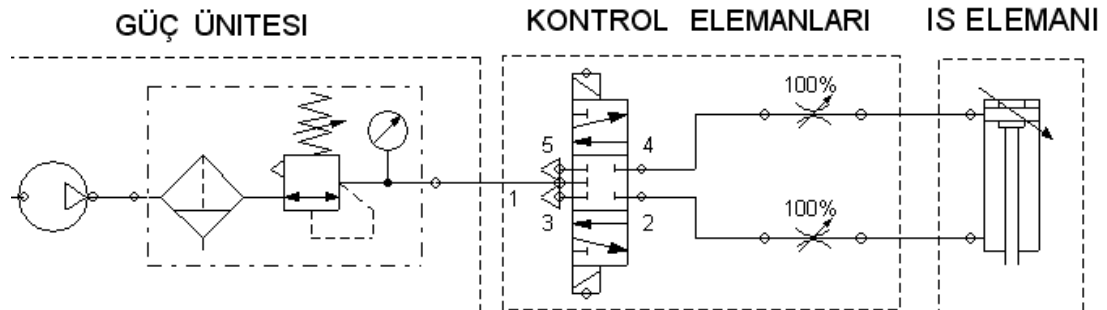 GÜÇ ÜNITESI
KONTROL ELEMANLARI
IS ELEMANI
100%
5
4
1
3
2
100%